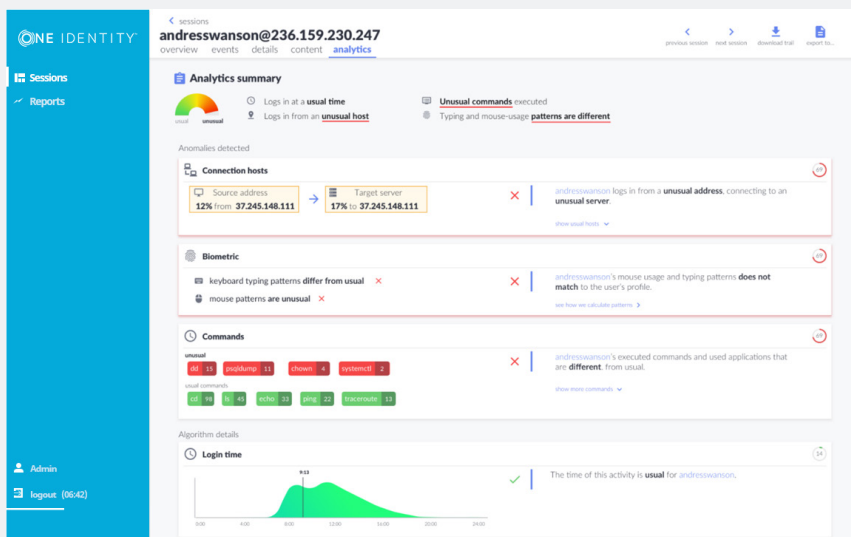 sessions
ONE IDENTITY
andresswanson@236.159.230.247
overview events details content analytics
previous session next session download trail export to...
Sessions
Reports
Analytics summary
usual unusual
Logs in at a usual time
Logs in from an unusual host
Unusual commands executed
Typing and mouse-usage patterns are different
Anomalies detected
Connection hosts
69
Source address
12% from 37.245.148.111
Target server
17% to 37.245.148.111
andresswanson logs in from a unusual address, connecting to an
unusual server.
show usual hosts
Biometric
69
keyboard typing patterns differ from usual
mouse patterns are unusual
andresswanson's mouse usage and typing patterns does not
match to the user's profile.
see how we calculate patterns
Commands
69
unusual
dd 15 psqldump 11 chown 4 systemctl 2
usual commands
cd 98 ls 45 echo 33 ping 22 traceroute 13
andresswanson's executed commands and used applications that
are different, from usual.
show more commands
Algorithm details
Login time
14
9:13
0:00 4:00 8:00 12:00 16:00 20:00 24:00
The time of this activity is usual for andresswanson.
Admin
logout (06:42)